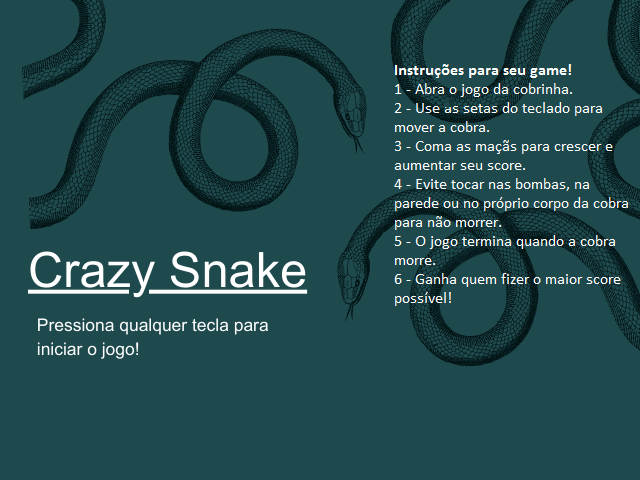 Instruções para seu game!
1 - Abra o jogo da cobrinha.
2 - Use as setas do teclado para
mover a cobra.
3 - Coma as maçãs para crescer e
aumentar seu score.
4 - Evite tocar nas bombas, na
parede ou no próprio corpo da cobra
para não morrer.
5 - O jogo termina quando a cobra
morre.
6 - Ganha quem fizer o maior score
possível!
Crazy Snake
Pressiona qualquer tecla para
iniciar o jogo!